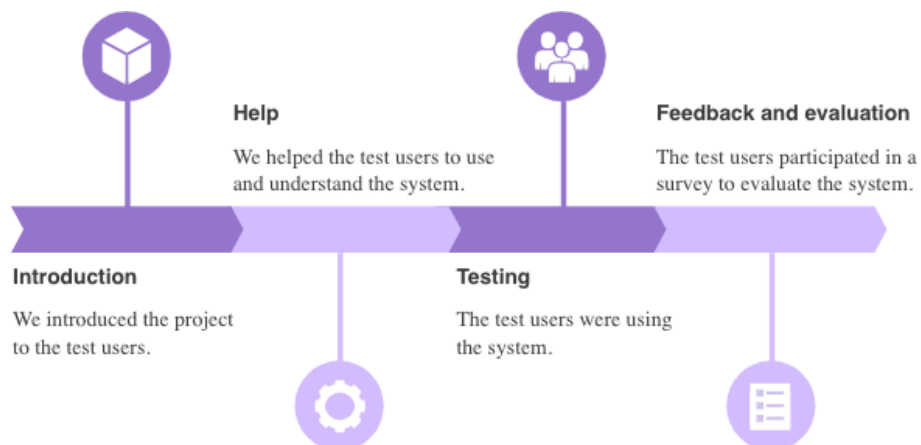 Help
We helped the test users to use
and understand the system.
Feedback and evaluation
The test users participated in a
survey to evaluate the system.
Introduction
We introduced the project
to the test users.
Testing
The test users were using
the system.